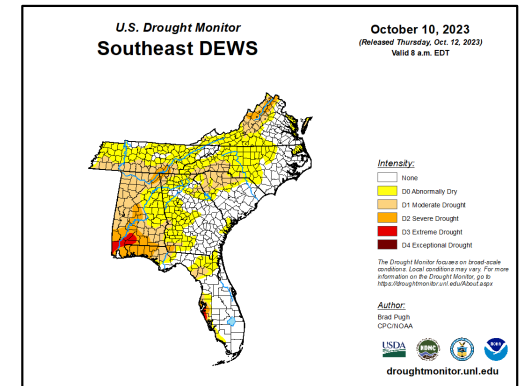 U.S. Drought Monitor
Southeast DEWS
October 10, 2023
(Released Thursday, Oct. 12, 2023)
Valid 8 a.m. EDT
Intensity:
None
D0 Abnormally Dry
D1 Moderate Drought
D2 Severe Drought
D3 Extreme Drought
D4 Exceptional Drought
The Drought Monitor focuses on broad-scale
conditions. Local conditions may vary. For more
information on the Drought Monitor, go to
https://droughtmonitor.unl.edu/About.aspx
Author:
Brad Pugh
CPC/NOAA
USDA
NDMC
NOAA
droughtmonitor.unl.edu